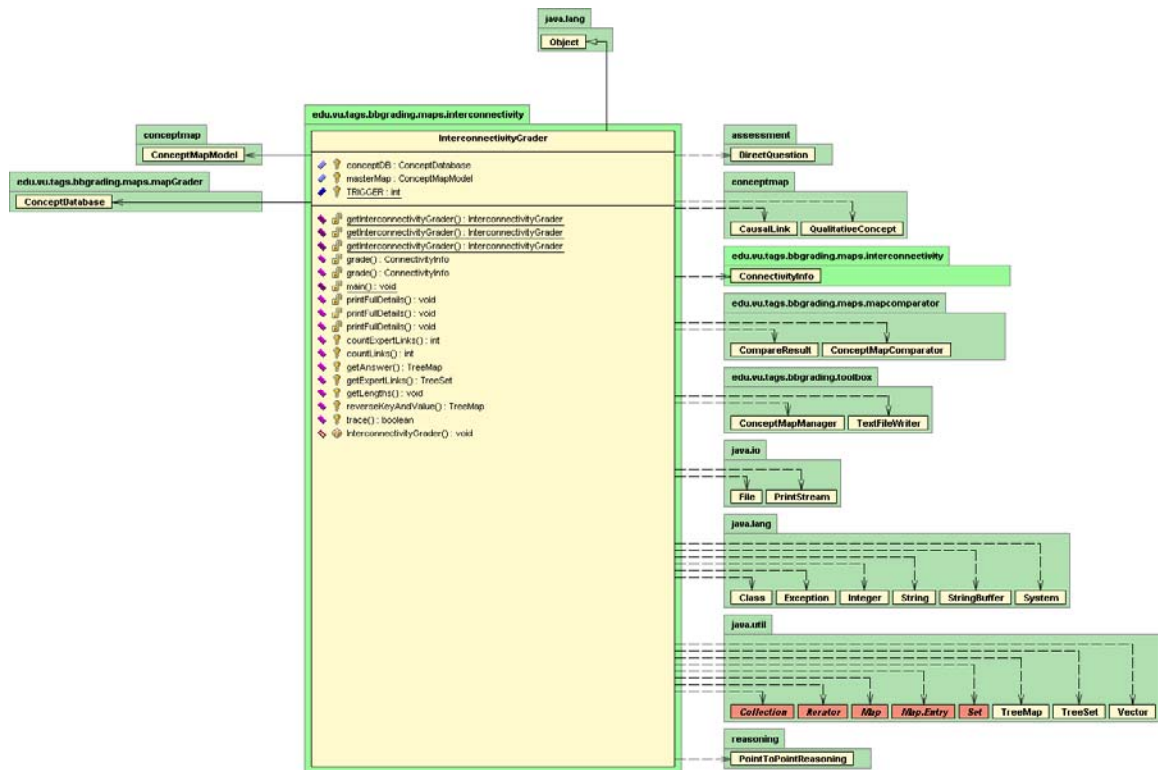 java.lang
Object
edu.vu.tags.bbgrading.maps.interconnectivity
InterconnectivityGrader
conceptDB : ConceptDatabase
masterMap : ConceptMapModel
TRIGGER : int
getInterconnectivityGrader() : InterconnectivityGrader
getInterconnectivityGrader() : InterconnectivityGrader
getInterconnectivityGrader() : InterconnectivityGrader
grade() : ConnectivityInfo
grade() : ConnectivityInfo
main() : void
printFullDetails() : void
printFullDetails() : void
printFullDetails() : void
countExpertLinks() : int
countLinks() : int
getAnswer() : TreeMap
getExpertLinks() : TreeSet
getLengths() : void
reverseKeyAndValue() : TreeMap
trace() : boolean
InterconnectivityGrader() : void
conceptmap
ConceptMapModel
edu.vu.tags.bbgrading.maps.mapGrader
ConceptDatabase
assessment
DirectQuestion
conceptmap
CausalLink QualitativeConcept
edu.vu.tags.bbgrading.maps.interconnectivity
ConnectivityInfo
edu.vu.tags.bbgrading.maps.mapcomparator
CompareResult ConceptMapComparator
edu.vu.tags.bbgrading.toolbox
ConceptMapManager TextFileWriter
java.io
File PrintStream
java.lang
Class Exception Integer String StringBuffer System
java.util
Collection Iterator Map Map.Entry Set TreeMap TreeSet Vector
reasoning
PointToPointReasoning